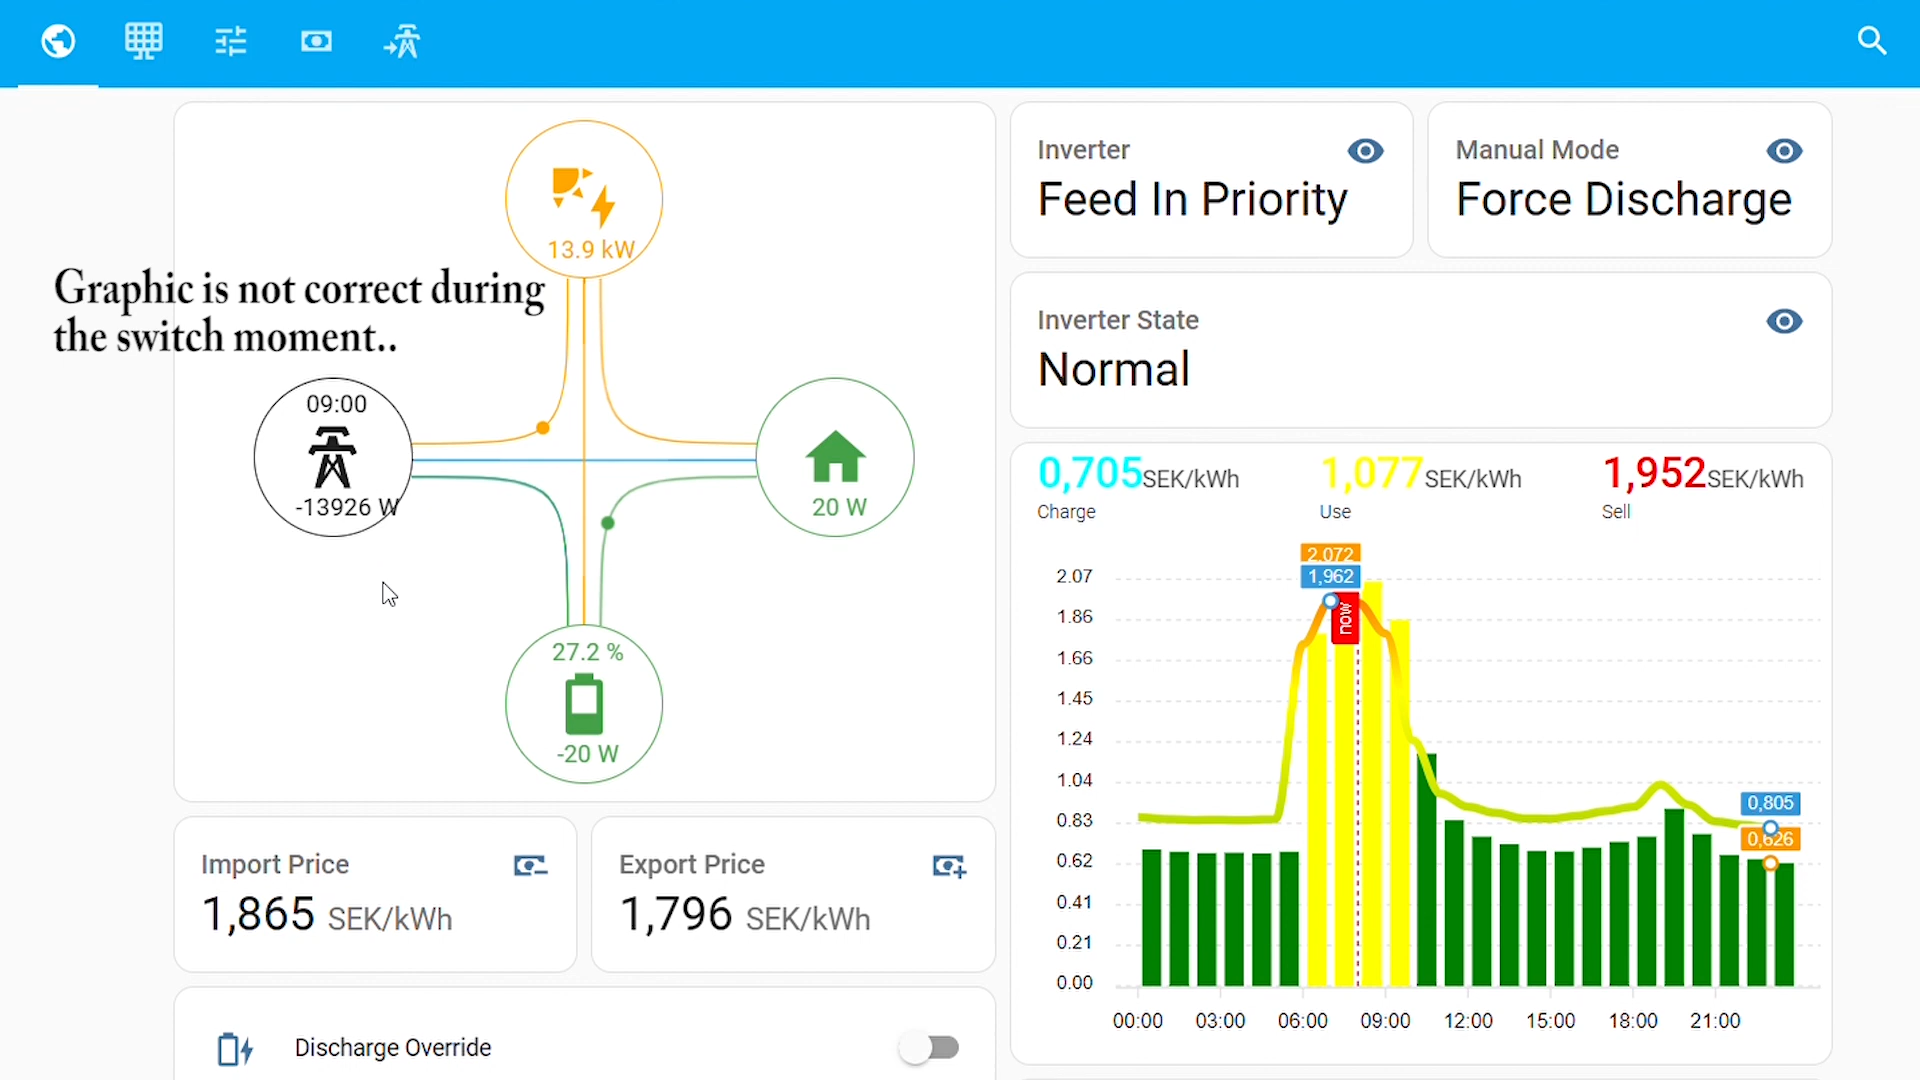 13.9 kW
Graphic is not correct during
the switch moment..
09:00
-13926 W
20 W
27.2 %
-20 W
Inverter
Feed In Priority
Manual Mode
Force Discharge
Inverter State
Normal
0,705SEK/kWh
Charge
1,077SEK/kWh
Use
1,952SEK/kWh
Sell
2,072
1,962
now
2.07
1.86
1.66
1.45
1.24
1.04
0.83
0.62
0.41
0.21
0.00
0,805
0,626
00:00 03:00 06:00 09:00 12:00 15:00 18:00 21:00
Import Price
1,865 SEK/kWh
Export Price
1,796 SEK/kWh
Discharge Override